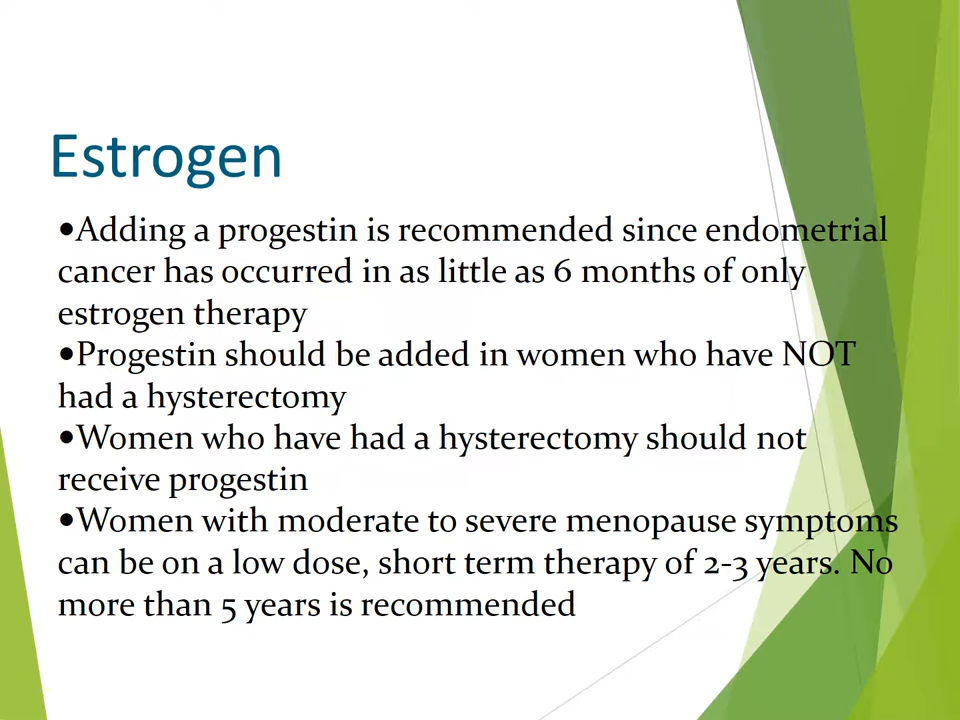 Estrogen
•Adding a progestin is recommended since endometrial
cancer has occurred in as little as 6 months of only
estrogen therapy
•Progestin should be added in women who have NOT
had a hysterectomy
•Women who have had a hysterectomy should not
receive progestin
•Women with moderate to severe menopause symptoms
can be on a low dose, short term therapy of 2-3 years. No
more than 5 years is recommended